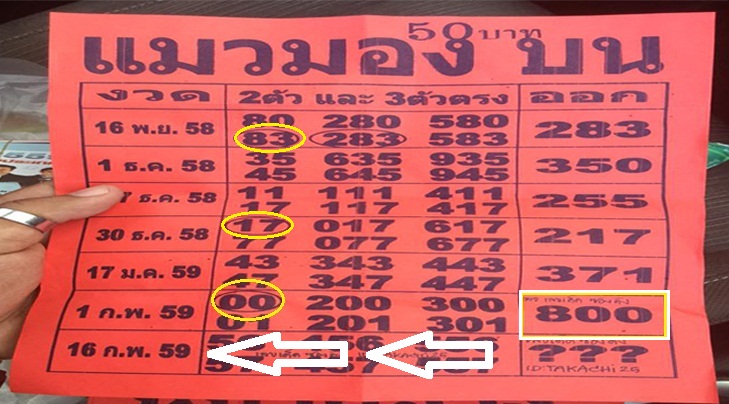 50 บาท
แมวมอง บน
งวด 2ตัว และ 3ตัวตรง ออก
16 พ.ย. 58 80 280 580 283
83 283 583
1 ธ.ค. 58 35 635 935 350
45 645 945
7 ธ.ค. 58 11 111 411 255
17 117 417
30 ธ.ค. 58 17 017 617 217
77 077 677
17 ม.ค. 59 43 343 443 371
47 347 447
1 ก.พ. 59 00 200 300 800
01 201 301
16 ก.พ. 59 ???
ID:TAKACHi25